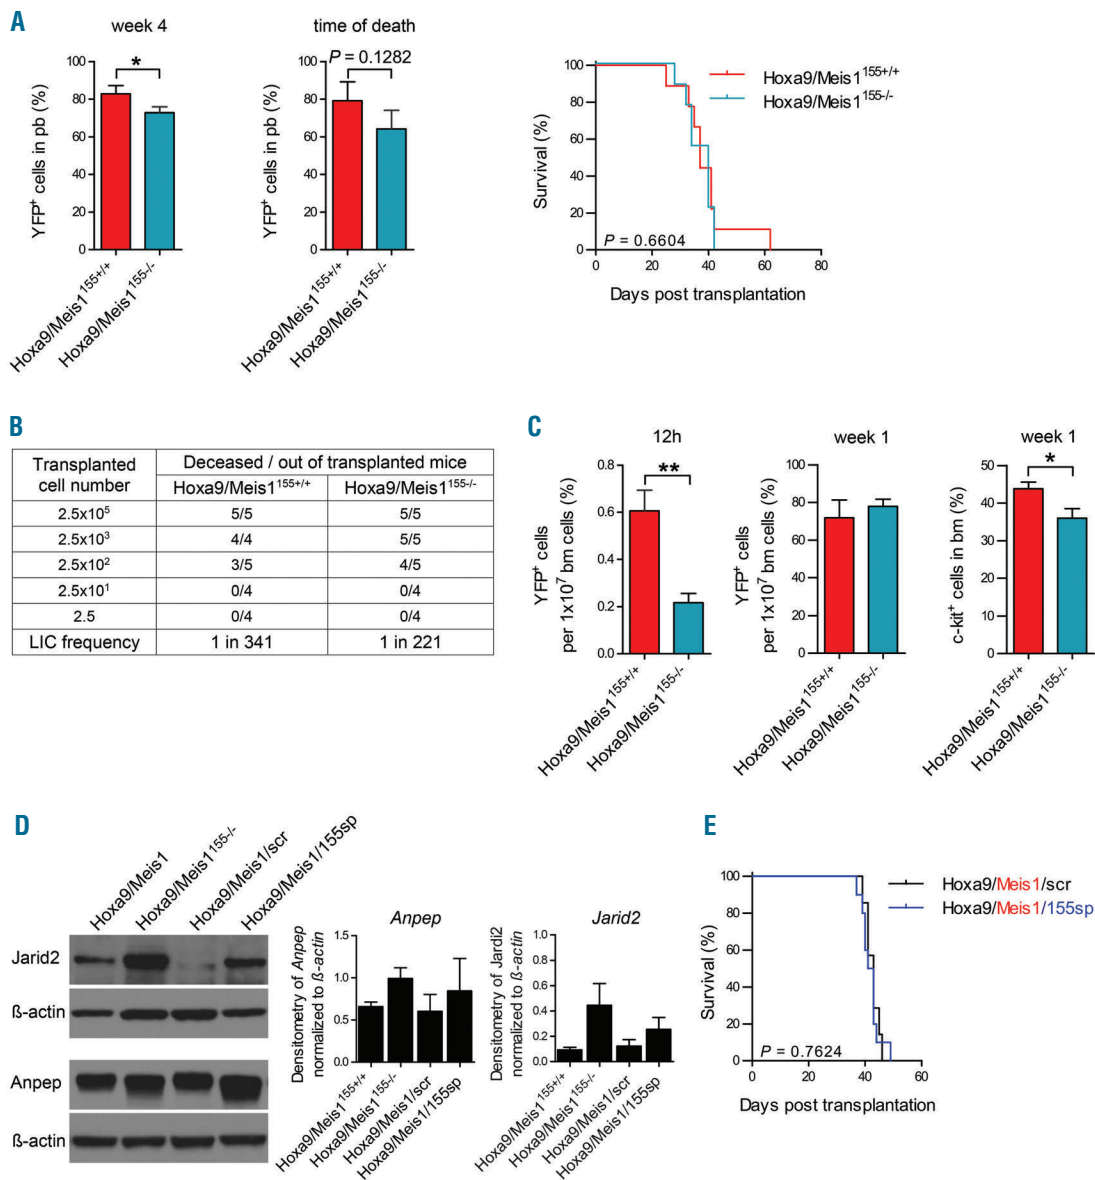 A
week 4
YFP+ cells in pb (%)
100
80
60
40
20
0
*
Hoxa9/Meis1155+/+
Hoxa9/Meis1155-/-
time of death
YFP+ cells in pb (%)
100
80
60
40
20
0
P = 0.1282
Hoxa9/Meis1155+/+
Hoxa9/Meis1155-/-
Survival (%)
100
80
60
40
20
0
P = 0.6604
0 20 40 60 80
Days post transplantation
Hoxa9/Meis1155+/+
Hoxa9/Meis1155-/-
B
Transplanted cell number
Deceased / out of transplanted mice
Hoxa9/Meis1155+/+ Hoxa9/Meis1155-/-
2.5x105 5/5 5/5
2.5x103 4/4 5/5
2.5x102 3/5 4/5
2.5x101 0/4 0/4
2.5 0/4 0/4
LIC frequency 1 in 341 1 in 221
C
12h
YFP+ cells
per 1x107 bm cells (%)
0.8
0.6
0.4
0.2
0.0
**
Hoxa9/Meis1155+/+
Hoxa9/Meis1155-/-
week 1
YFP+ cells
per 1x107 bm cells (%)
100
80
60
40
20
0
Hoxa9/Meis1155+/+
Hoxa9/Meis1155-/-
week 1
c-kit+ cells in bm (%)
50
40
30
20
10
0
*
Hoxa9/Meis1155+/+
Hoxa9/Meis1155-/-
D
Hoxa9/Meis1
Hoxa9/Meis1155-/-
Hoxa9/Meis1/scr
Hoxa9/Meis1/155sp
Jarid2
ß-actin
Anpep
ß-actin
Anpep
Densitometry of Anpep
normalized to ß-actin
1.5
1.0
0.5
0.0
Hoxa9/Meis1155+/+
Hoxa9/Meis1155-/-
Hoxa9/Meis1/scr
Hoxa9/Meis1/155sp
Jarid2
Densitometry of Jardi2
normalized to ß-actin
1.0
0.8
0.6
0.4
0.2
0.0
Hoxa9/Meis1155+/+
Hoxa9/Meis1155-/-
Hoxa9/Meis1/scr
Hoxa9/Meis1/155sp
E
Survival (%)
100
80
60
40
20
0
P = 0.7624
0 20 40 60
Days post transplantation
Hoxa9/Meis1/scr
Hoxa9/Meis1/155sp